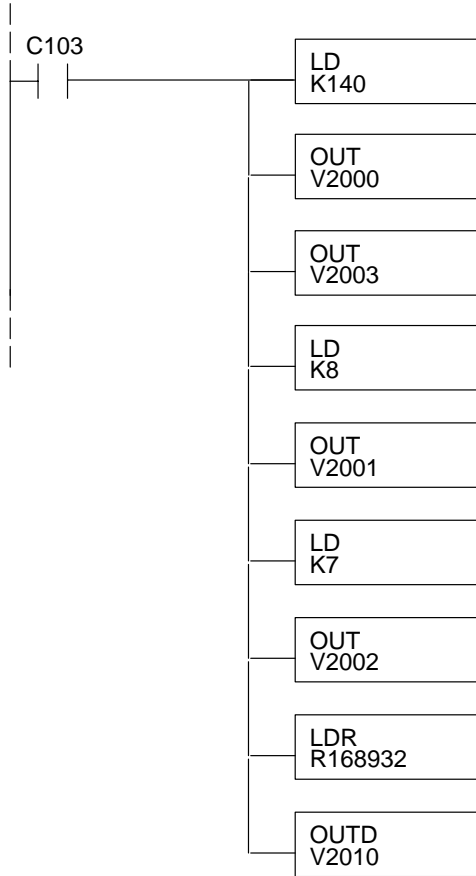 C103
LD
K140
OUT
V2000
OUT
V2003
LD
K8
OUT
V2001
LD
K7
OUT
V2002
LDR
R168932
OUTD
V2010